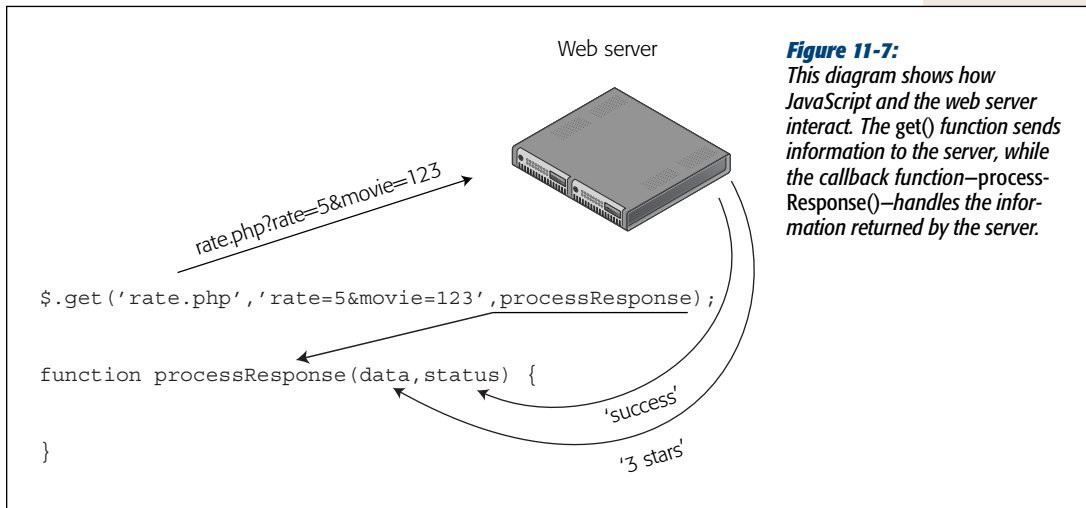 Web server
Figure 11-7:
This diagram shows how
JavaScript and the web server
interact. The get() function sends
information to the server, while
the callback function—process-
Response()—handles the infor-
mation returned by the server.
rate.php?rate=5&movie=123
$.get('rate.php','rate=5&movie=123',processResponse);
function processResponse(data,status) {
'success'
'3 stars'
}